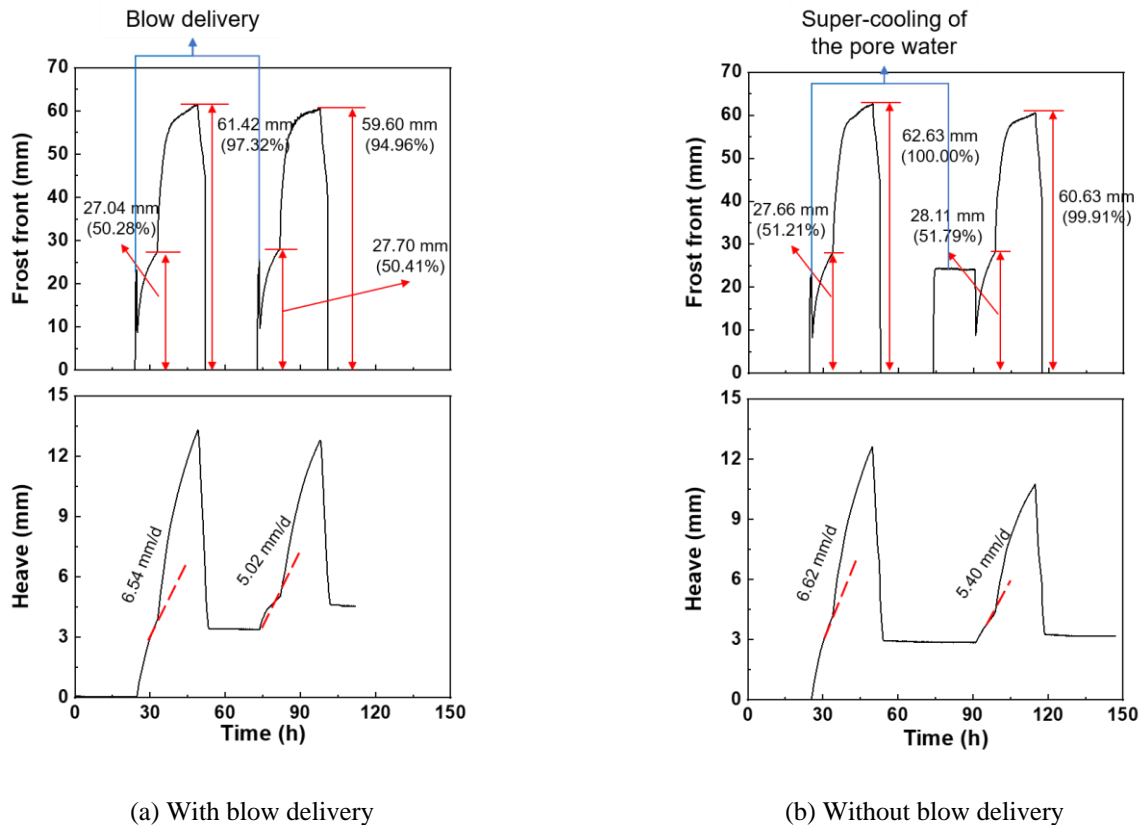 Blow delivery
70
60
50
40
30
20
10
0
Frost front (mm)
61.42 mm
(97.32%)
59.60 mm
(94.96%)
27.04 mm
(50.28%)
27.70 mm
(50.41%)
15
12
9
6
3
0
Heave (mm)
6.54 mm/d
5.02 mm/d
0 30 60 90 120 150
Time (h)
(a) With blow delivery
Super-cooling of
the pore water
70
60
50
40
30
20
10
0
Frost front (mm)
62.63 mm
(100.00%)
27.66 mm
(51.21%)
28.11 mm
(51.79%)
60.63 mm
(99.91%)
15
12
9
6
3
0
Heave (mm)
6.62 mm/d
5.40 mm/d
0 30 60 90 120 150
Time (h)
(b) Without blow delivery